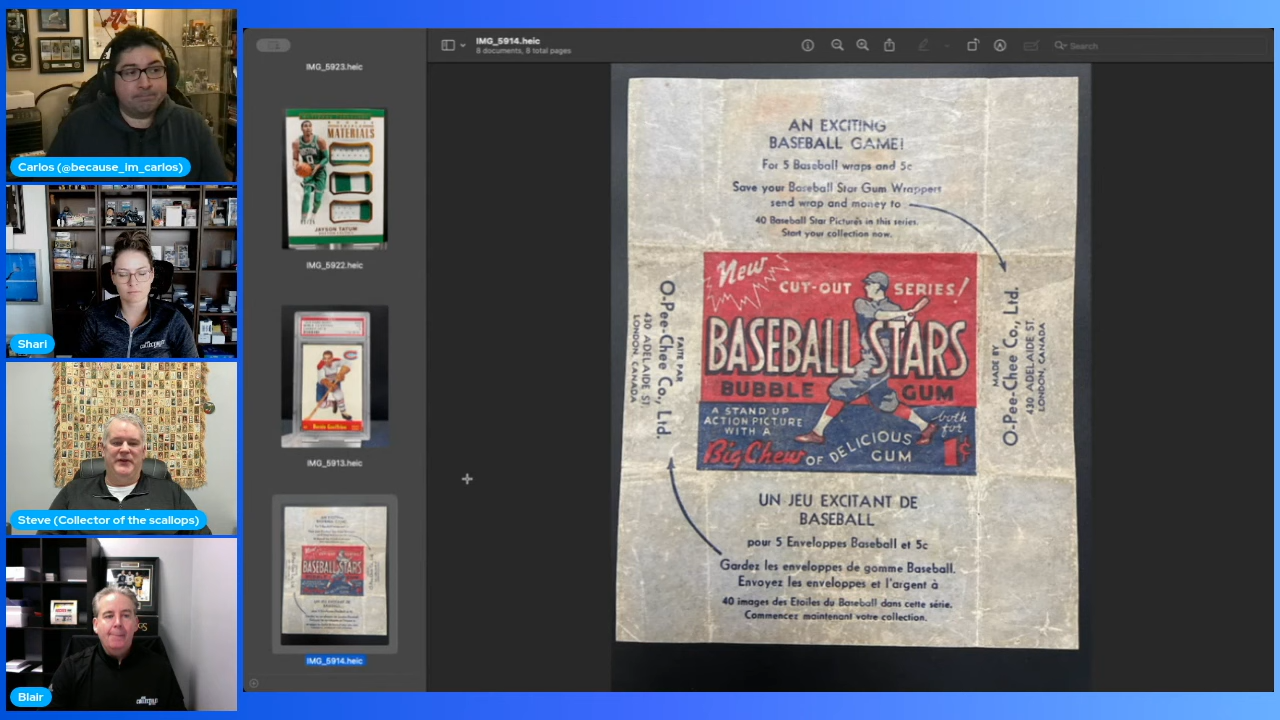 Carlos (@because_im_carlos)
Shari
Steve (Collector of the scallops)
Blair
IMG_5914.heic
8 documents, 8 total pages
Search
IMG_5923.heic
MATERIALS
JAYSON TATUM
IMG_5922.heic
IMG_5913.heic
BASEBALL STARS
IMG_5914.heic
AN EXCITING
BASEBALL GAME!
For 5 Baseball wraps and 5c
Save your Baseball Star Gum Wrappers
send wrap and money to
40 Baseball Star Pictures in this series.
Start your collection now.
FAITE PAR
O-Pee-Chee Co., Ltd.
430 ADELAIDE ST
LONDON, CANADA
New
CUT-OUT SERIES!
BASEBALL STARS
BUBBLE GUM
A STAND UP
ACTION PICTURE
WITH A
Big Chew OF DELICIOUS
GUM
both
for
1¢
MADE BY
O-Pee-Chee Co., Ltd.
430 ADELAIDE ST
LONDON, CANADA
UN JEU EXCITANT DE
BASEBALL
pour 5 Enveloppes Baseball et 5c
Gardez les enveloppes de gomme Baseball.
Envoyez les enveloppes et l'argent à
40 images des Etoiles du Baseball dans cette série.
Commencez maintenant votre collection.